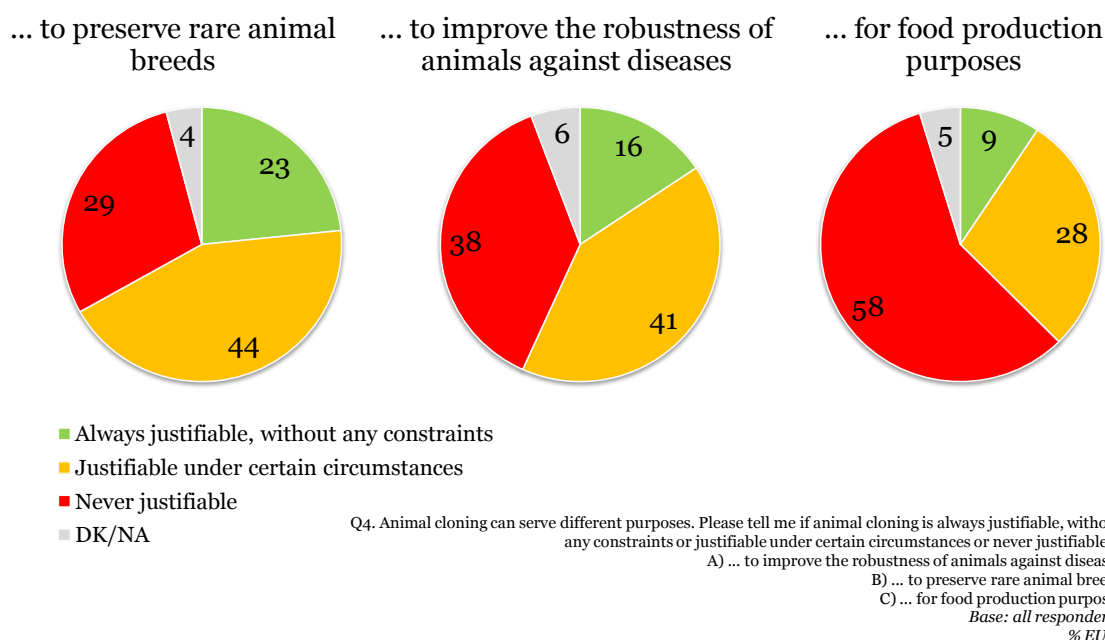 ... to preserve rare animal
breeds
... to improve the robustness of
animals against diseases
... for food production
purposes
4
23
29
44
6
16
38
41
5
9
28
58
Always justifiable, without any constraints
Justifiable under certain circumstances
Never justifiable
DK/NA
Q4. Animal cloning can serve different purposes. Please tell me if animal cloning is always justifiable, witho
any constraints or justifiable under certain circumstances or never justifiable
A) ... to improve the robustness of animals against diseas
B) ... to preserve rare animal bree
C) ... for food production purpos
Base: all responden
% EU